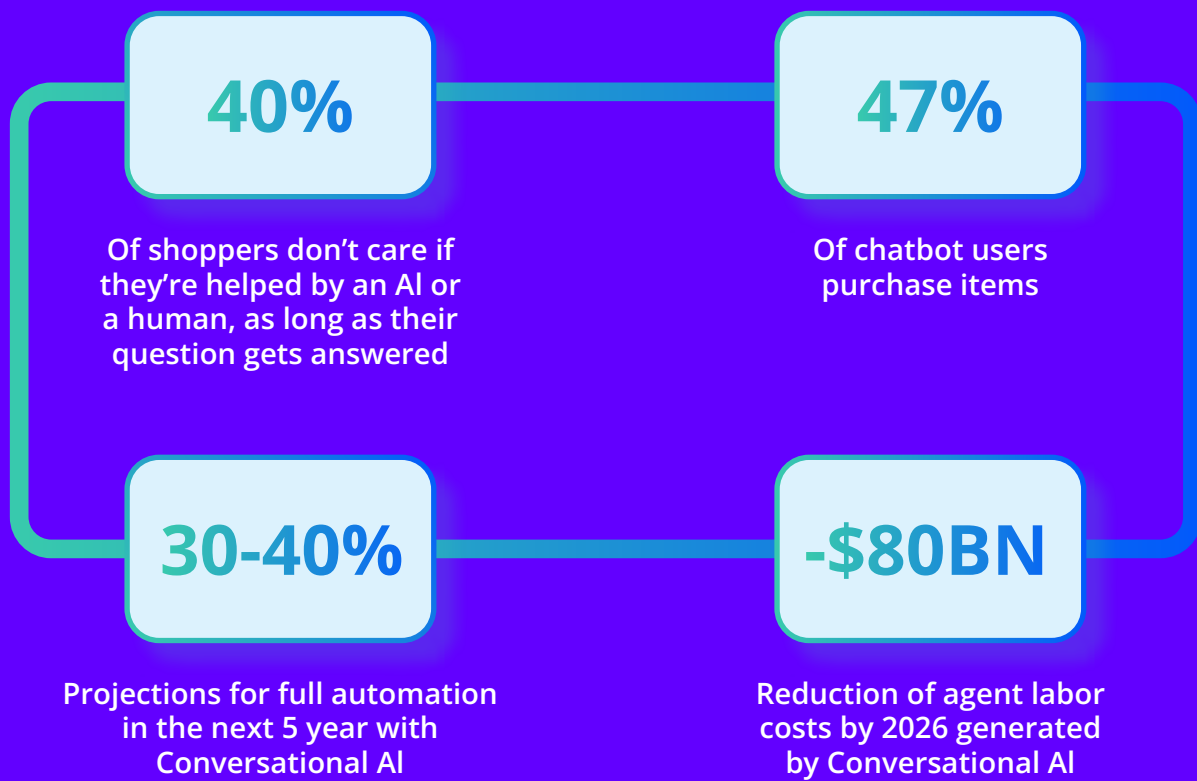 40%
Of shoppers don’t care if
they’re helped by an AI or
a human, as long as their
question gets answered
47%
Of chatbot users
purchase items
30-40%
Projections for full automation
in the next 5 year with
Conversational AI
-$80BN
Reduction of agent labor
costs by 2026 generated
by Conversational AI